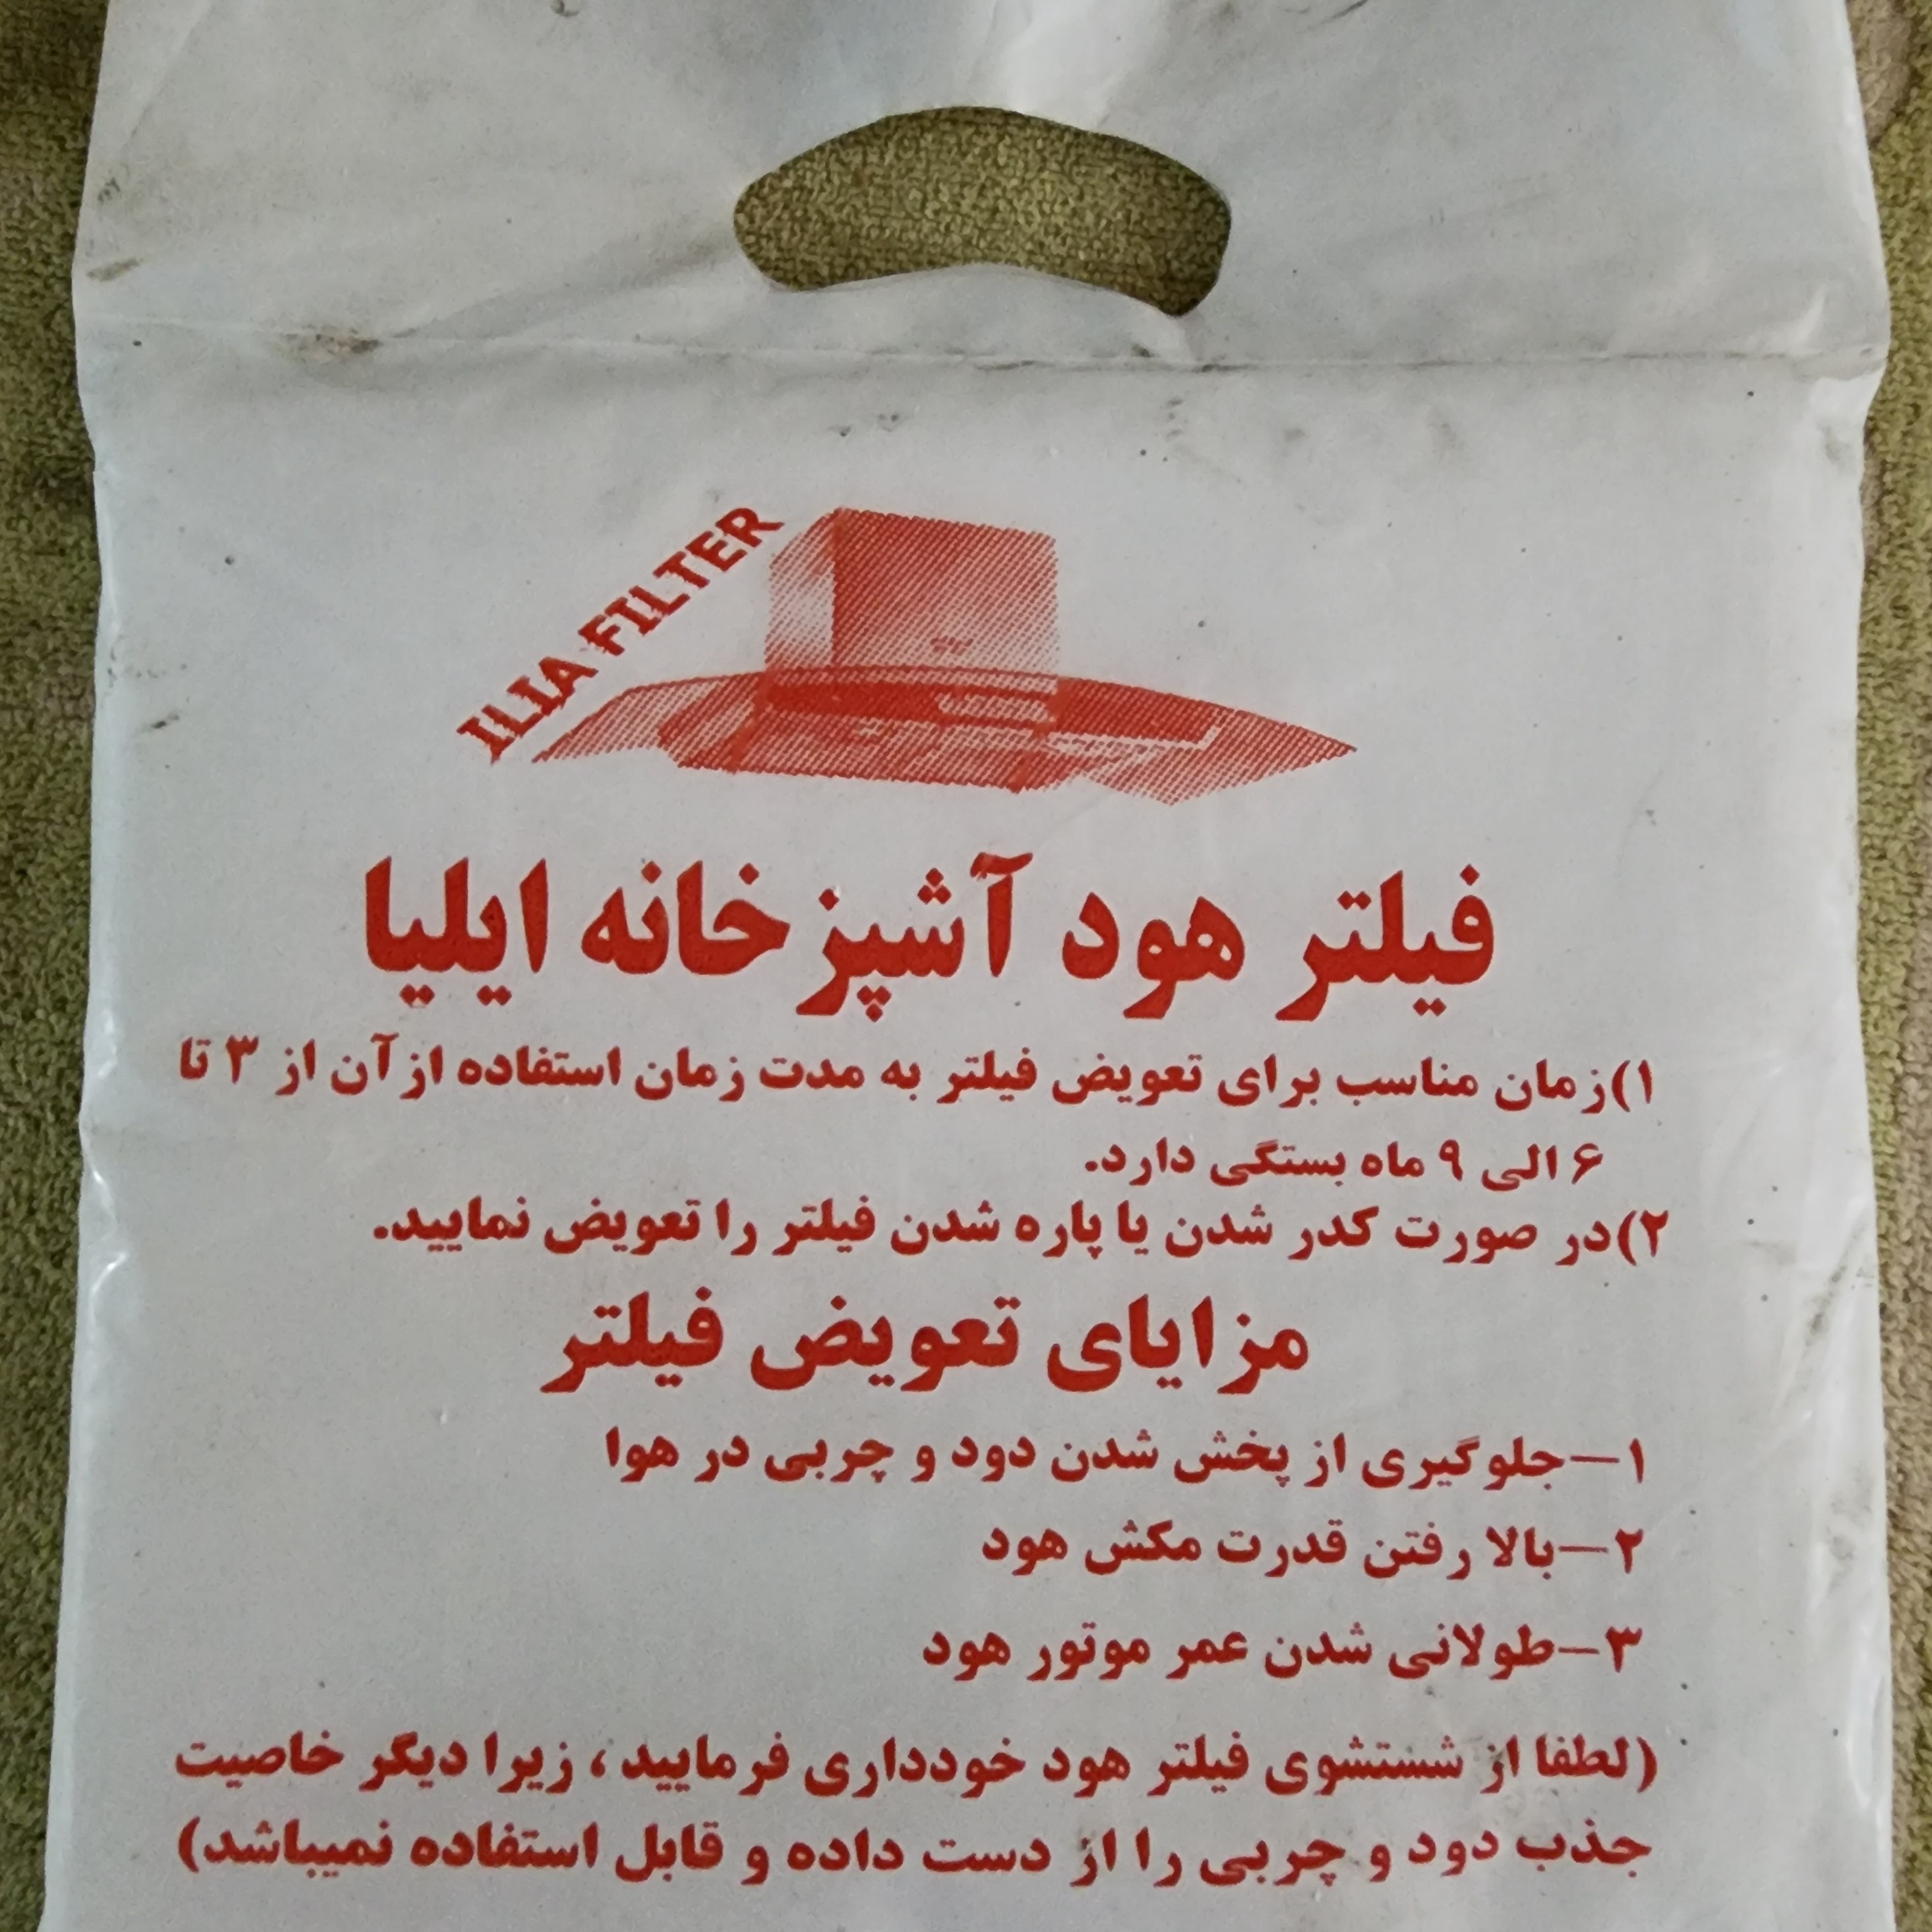 ILIA FILTER
فیلتر هود آشپزخانه ایلیا
۱)زمان مناسب برای تعویض فیلتر به مدت زمان استفاده از آن از ۳ تا
۶ الی ۹ ماه بستگی دارد.
۲)در صورت کدر شدن یا پاره شدن فیلتر را تعویض نمایید.
مزایای تعویض فیلتر
۱-جلوگیری از پخش شدن دود و چربی در هوا
۲-بالا رفتن قدرت مکش هود
۳-طولانی شدن عمر موتور هود
(لطفا از شستشوی فیلتر هود خودداری فرمایید، زیرا دیگر خاصیت
جذب دود و چربی را از دست داده و قابل استفاده نمیباشد)